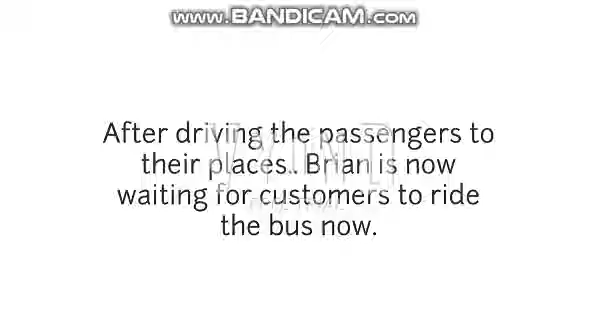 www.BANDICAM.com
After driving the passengers to
their places.. Brian is now
waiting for customers to ride
the bus now.
VYOND